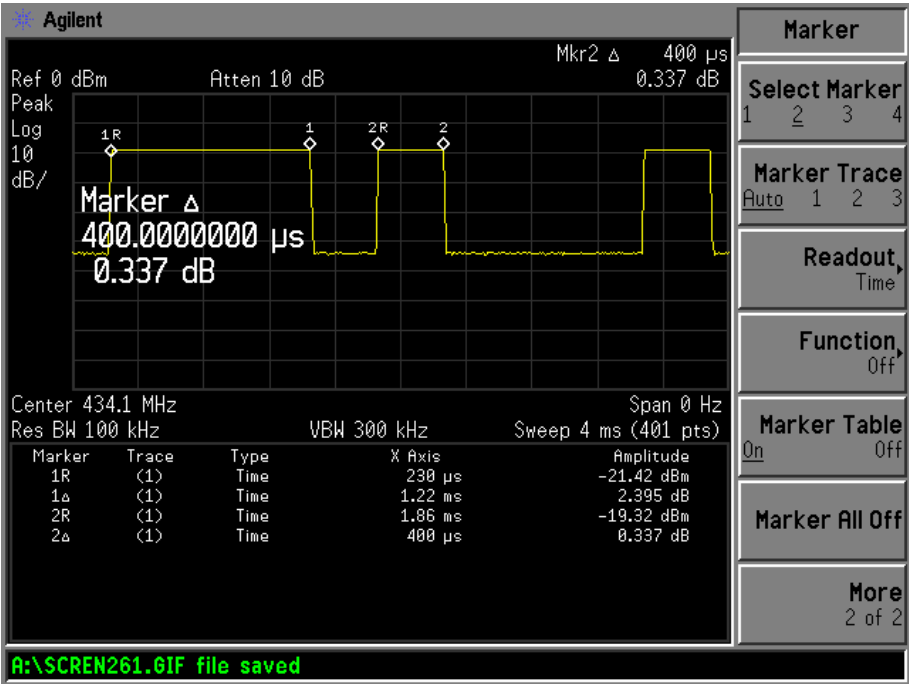 Agilent
Mkr2 Δ 400 µs
Ref 0 dBm Atten 10 dB 0.337 dB
Peak
Log
10
dB/
1R 1 2R 2
Marker Δ
400.0000000 µs
0.337 dB
Center 434.1 MHz Span 0 Hz
Res BW 100 kHz VBW 300 kHz Sweep 4 ms (401 pts)
Marker Trace Type X Axis Amplitude
1R (1) Time 230 µs -21.42 dBm
1Δ (1) Time 1.22 ms 2.395 dB
2R (1) Time 1.86 ms -19.32 dBm
2Δ (1) Time 400 µs 0.337 dB
A:\SCREN261.GIF file saved
Marker
Select Marker
1 2 3 4
Marker Trace
Auto 1 2 3
Readout
Time
Function
Off
Marker Table
On Off
Marker All Off
More
2 of 2